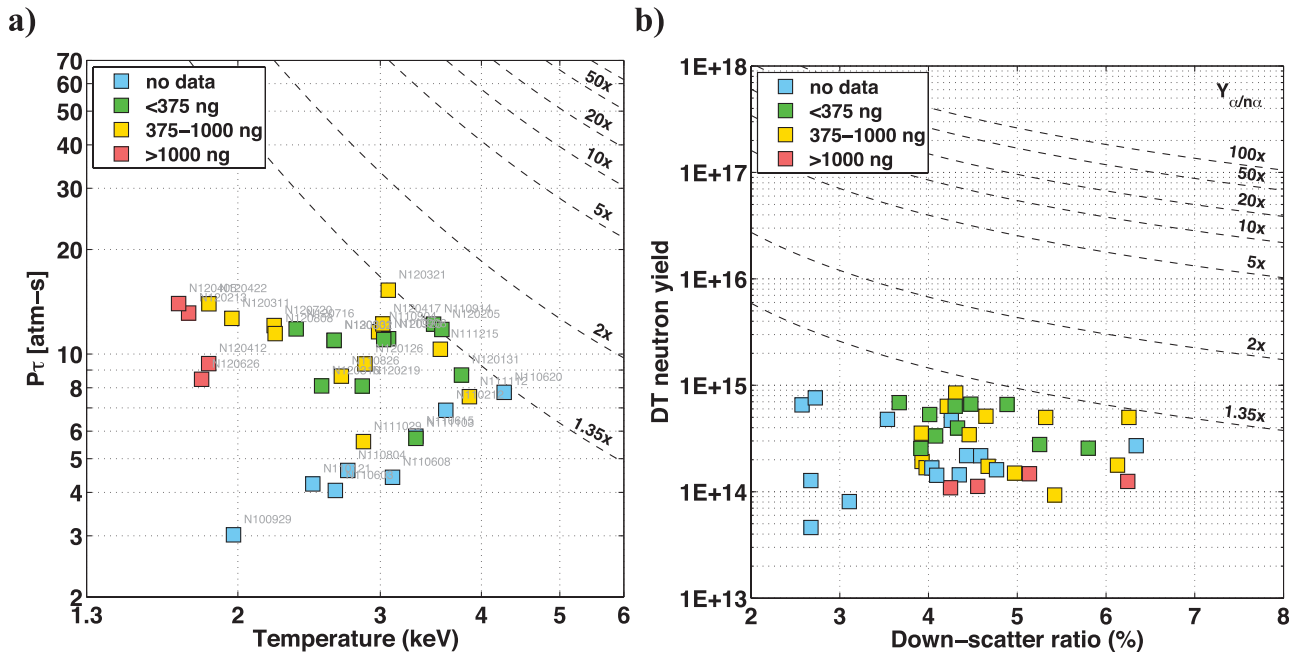 a)
70
60
50
40
30
20
10
8
6
5
4
3
2
Pτ [atm–s]
no data
<375 ng
375–1000 ng
>1000 ng
50x
20x
10x
5x
2x
1.35x
N120321
N120422
N120213
N120311
N120716
N120808
N120417
N110914
N120205
N111215
N120412
N120626
N120126
N120131
N120219
N111112
N110620
N111029
N111103
N110804
N110608
N100929
1.3
2
3
4
5
6
Temperature (keV)
b)
1E+18
1E+17
1E+16
1E+15
1E+14
1E+13
DT neutron yield
no data
<375 ng
375–1000 ng
>1000 ng
Yα/nα
100x
50x
20x
10x
5x
2x
1.35x
2
3
4
5
6
7
8
Down–scatter ratio (%)